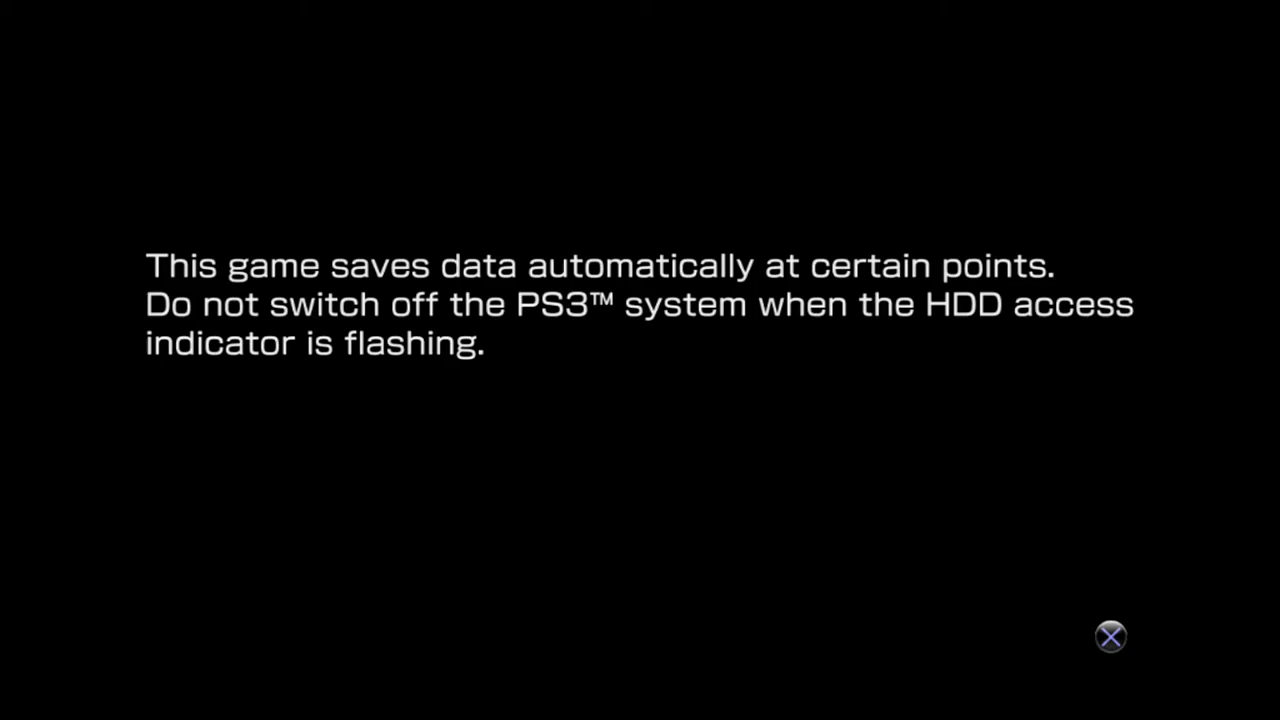 This game saves data automatically at certain points.
Do not switch off the PS3™ system when the HDD access
indicator is flashing.